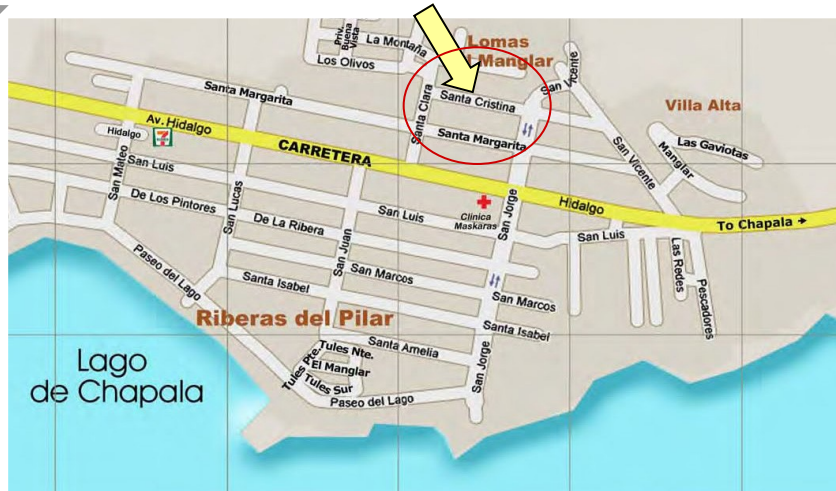 Priv. Buena Vista
La Montaña
Los Olivos
Lomas
l Manglar
San Vicente
Santa Cristina
Santa Clara
Santa Margarita
Santa Margarita
Villa Alta
Las Gaviotas
Manglar
San Vicente
Av. Hidalgo
Hidalgo
7
CARRETERA
San Mateo
San Luis
San Lucas
De Los Pintores
De La Ribera
San Luis
Clinica
Maskaras
San Jorge
Hidalgo
To Chapala
San Luis
Las Redes
Pescadores
San Juan
San Marcos
Paseo del Lago
Santa Isabel
San Marcos
Santa Isabel
Riberas del Pilar
Santa Amelia
San Jorge
Tules Nte.
Tules Pte.
El Manglar
Tules Sur
Paseo del Lago
Lago
de Chapala